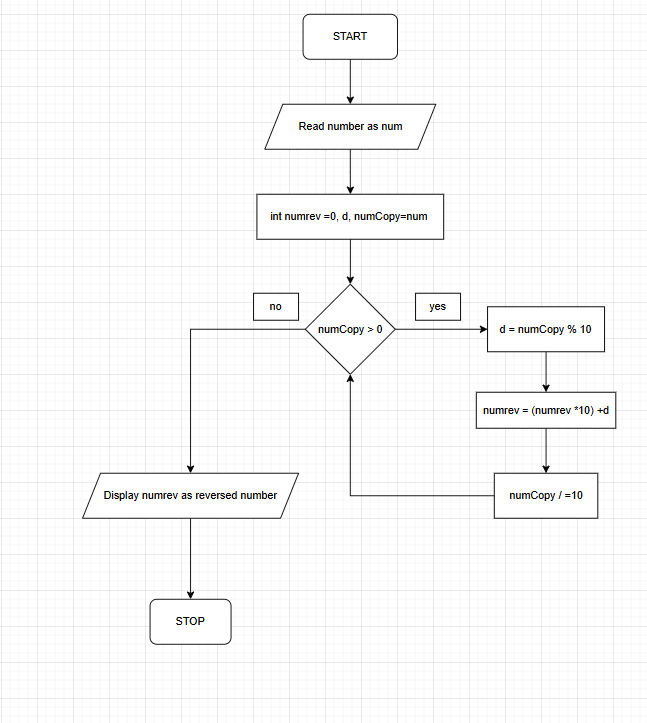 START
Read number as num
int numrev =0, d, numCopy=num
no
yes
numCopy > 0
d = numCopy % 10
numrev = (numrev *10) +d
Display numrev as reversed number
numCopy / =10
STOP